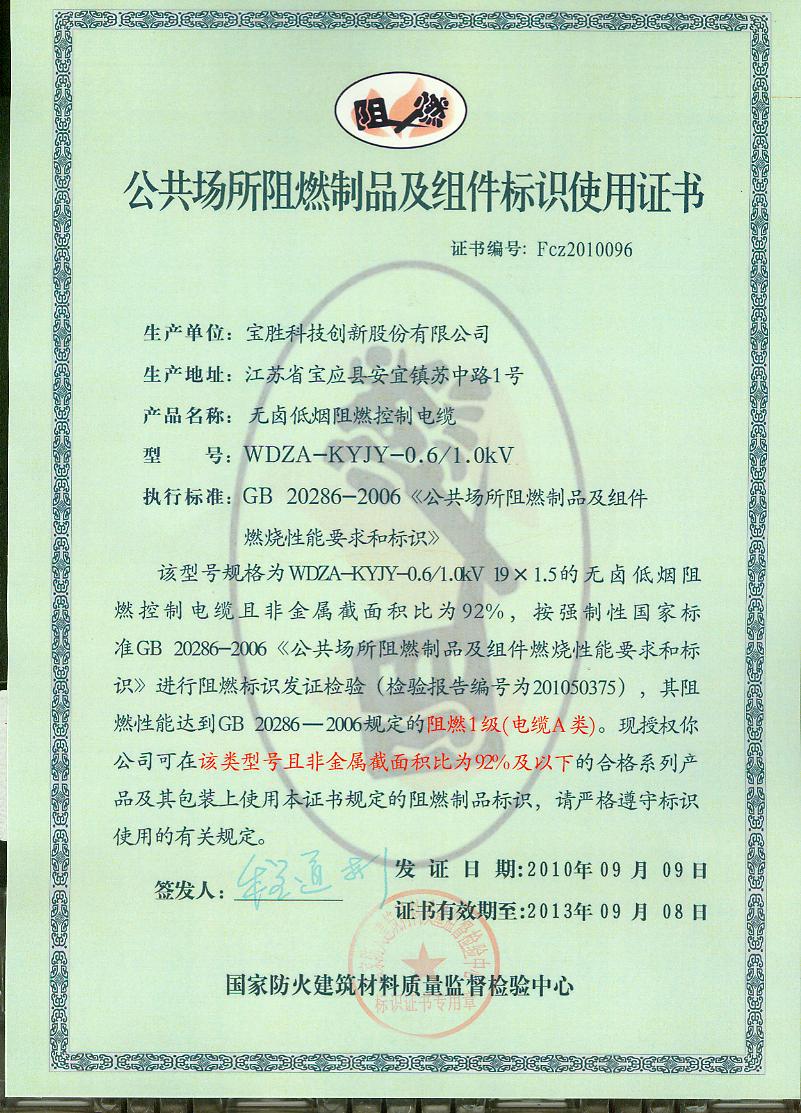 阻燃
公共场所阻燃制品及组件标识使用证书
证书编号: Fcz2010096
生产单位: 宝胜科技创新股份有限公司
生产地址: 江苏省宝应县安宜镇苏中路1号
产品名称: 无卤低烟阻燃控制电缆
型 号: WDZA-KYJY-0.6/1.0kV
执行标准: GB 20286-2006《公共场所阻燃制品及组件
燃烧性能要求和标识》
该型号规格为WDZA-KYJY-0.6/1.0kV 19×1.5的无卤低烟阻
燃控制电缆且非金属截面积比为92%，按强制性国家标
准GB 20286-2006《公共场所阻燃制品及组件燃烧性能要求和标
识》进行阻燃标识发证检验（检验报告编号为201050375），其阻
燃性能达到GB 20286—2006规定的阻燃1级(电缆A类)。现授权你
公司可在该类型号且非金属截面积比为92%及以下的合格系列产
品及其包装上使用本证书规定的阻燃制品标识，请严格遵守标识
使用的有关规定。
发证日期:2010年09月09日
签发人:
证书有效期至:2013年09月08日
国家防火建筑材料质量监督检验中心
标识证书专用章